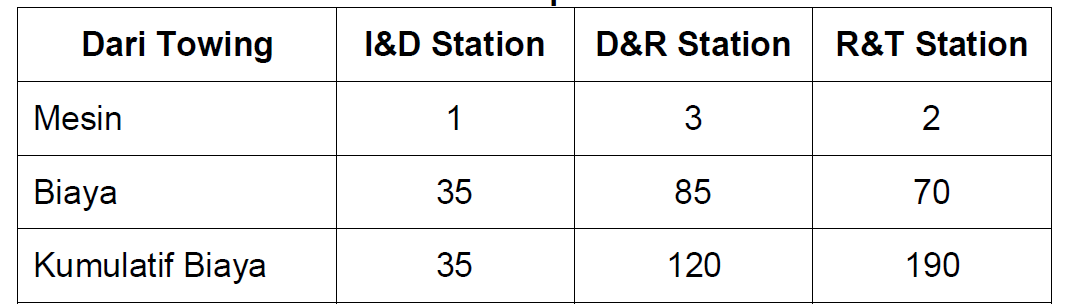 Dari Towing I&D Station D&R Station R&T Station
Mesin 1 3 2
Biaya 35 85 70
Kumulatif Biaya 35 120 190